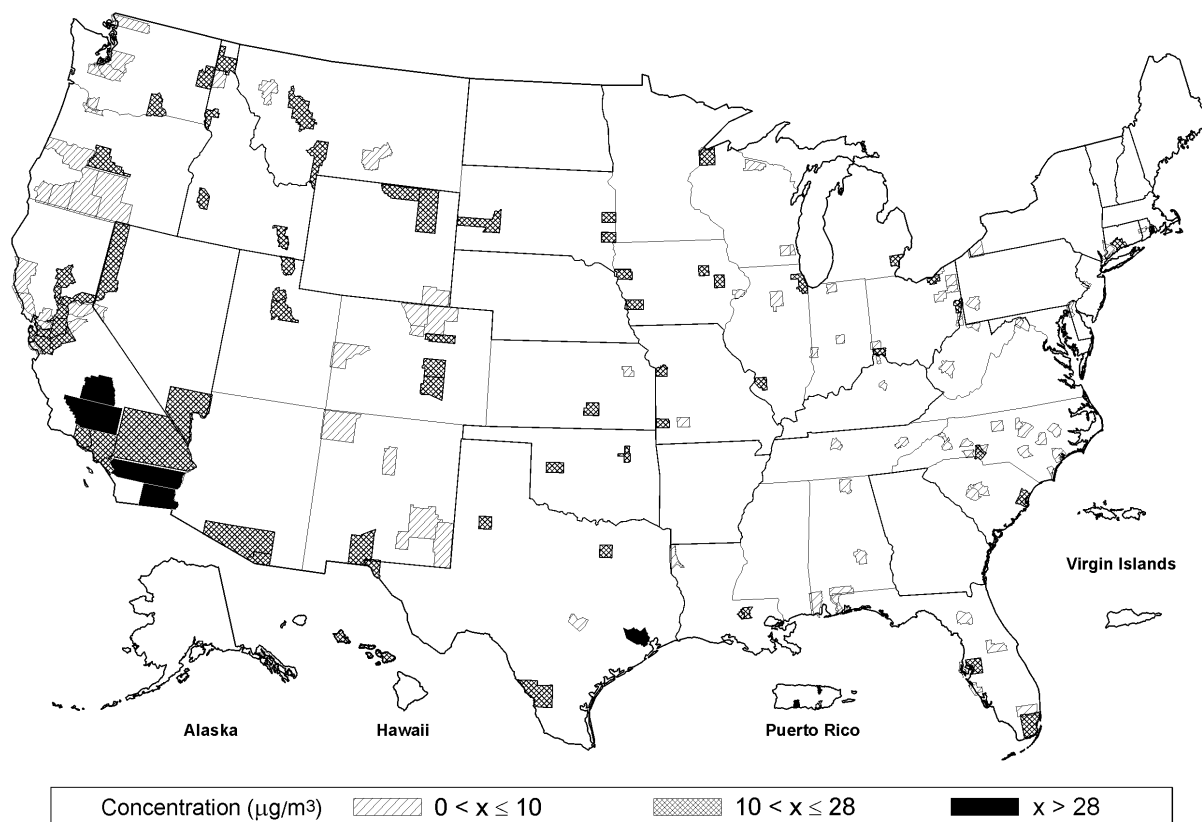 Virgin Islands
Alaska
Hawaii
Puerto Rico
Concentration (μg/m³) 0 < x ≤ 10 10 < x ≤ 28 x > 28